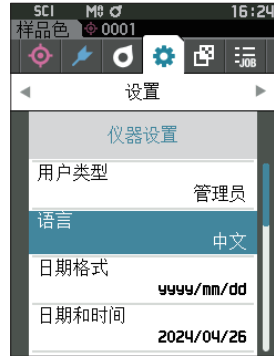 SCI M0 16:24
样品色 0001
JOB
设置
仪器设置
用户类型
管理员
语言
中文
日期格式
yyyy/mm/dd
日期和时间
2024/04/26